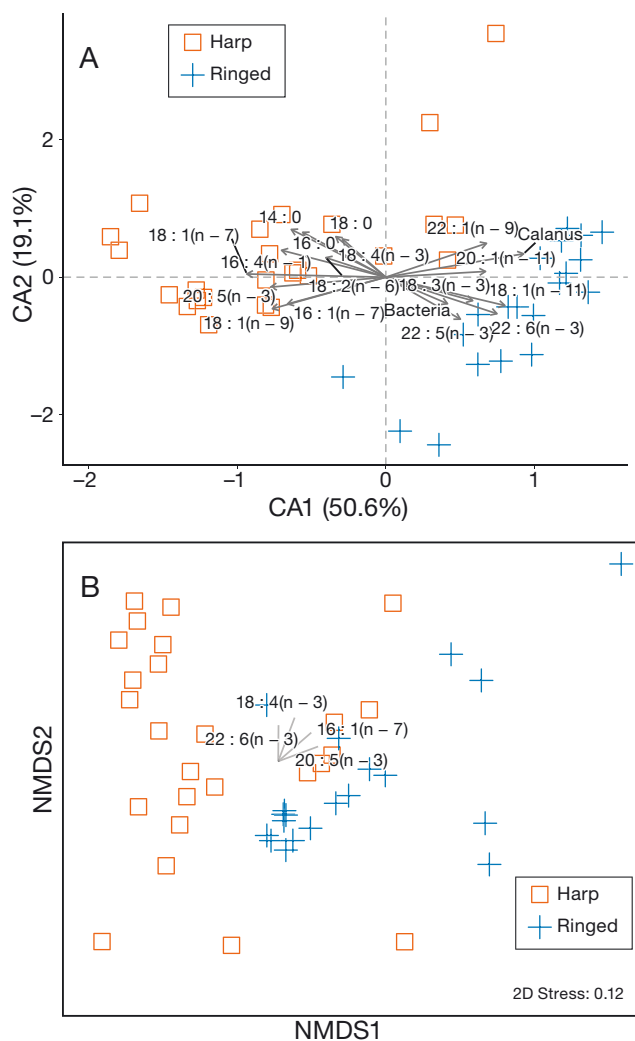 A
Harp
Ringed
2
0
−2
CA2 (19.1%)
14 : 0
18 : 0
22 : 1(n − 9)
18 : 1(n − 7)
Calanus
16 : 0
16 : 4(n − 1)
18 : 4(n − 3)
20 : 1(n − 11)
20 : 5(n − 3)
18 : 2(n − 6)
18 : 3(n − 3)
18 : 1(n − 11)
18 : 1(n − 9)
16 : 1(n − 7)
Bacteria
22 : 5(n − 3)
22 : 6(n − 3)
−2
−1
0
1
CA1 (50.6%)
B
18 : 4(n − 3)
22 : 6(n − 3)
16 : 1(n − 7)
20 : 5(n − 3)
NMDS2
Harp
Ringed
2D Stress: 0.12
NMDS1